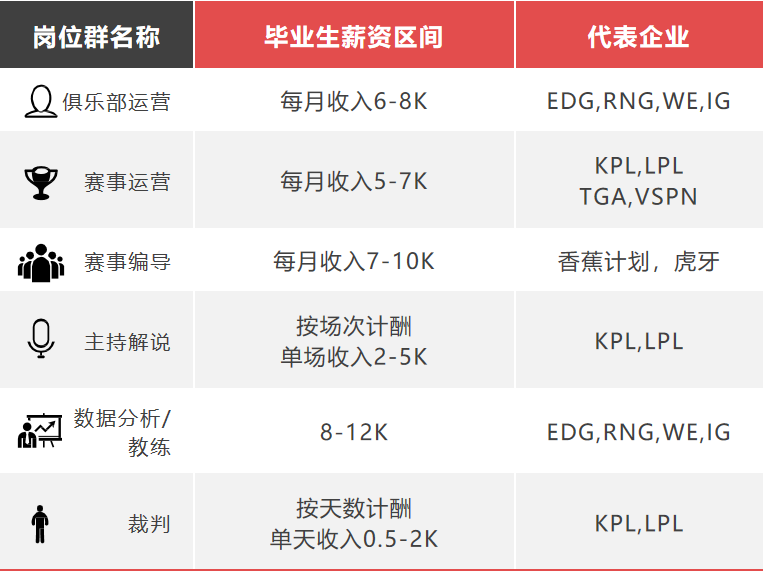 岗位群名称 毕业生薪资区间 代表企业
俱乐部运营 每月收入6-8K EDG,RNG,WE,IG
赛事运营 每月收入5-7K KPL,LPL
TGA,VSPN
赛事编导 每月收入7-10K 香蕉计划，虎牙
主持解说 按场次计酬
单场收入2-5K KPL,LPL
数据分析/
教练 8-12K EDG,RNG,WE,IG
裁判 按天数计酬
单天收入0.5-2K KPL,LPL